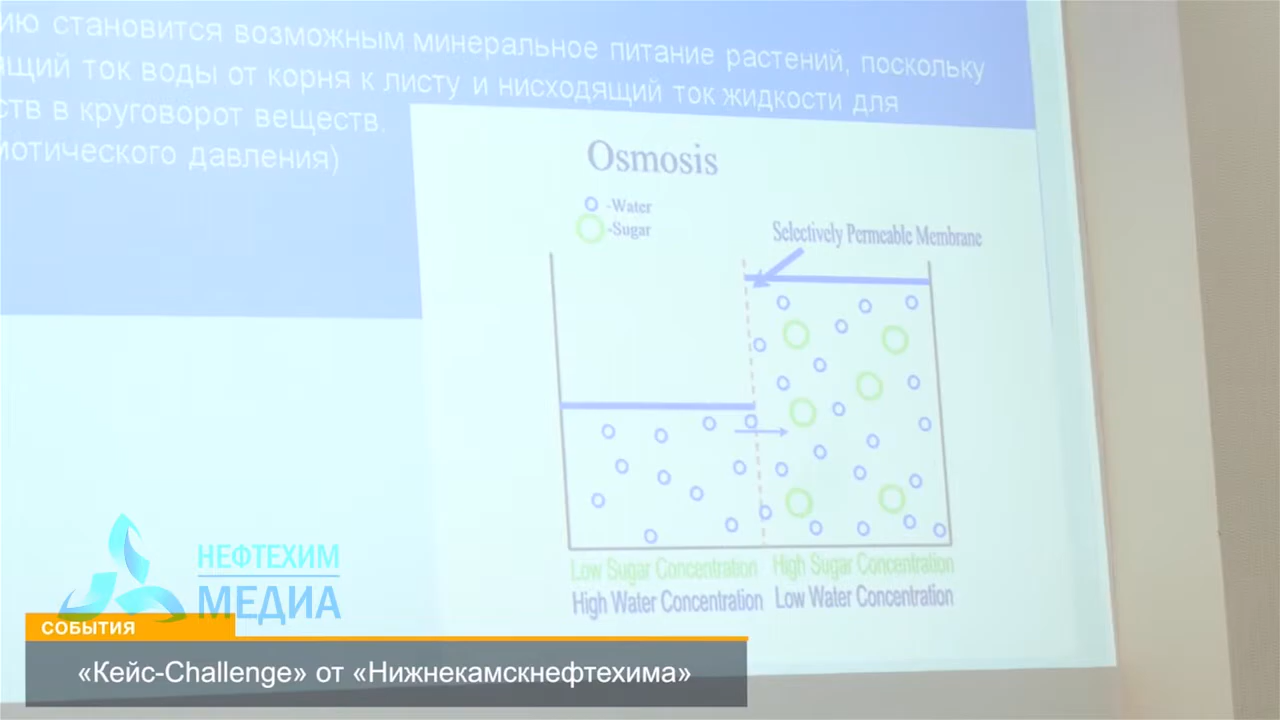 ию становится возможным минеральное питание растений, поскольку
ящий ток воды от корня к листу и нисходящий ток жидкости для
ств в круговорот веществ.
мотического давления)
Osmosis
-Water
-Sugar
Selectively Permeable Membrane
Low Sugar Concentration
High Sugar Concentration
High Water Concentration
Low Water Concentration
НЕФТЕХИМ
МЕДИА
СОБЫТИЯ
«Кейс-Challenge» от «Нижнекамскнефтехима»